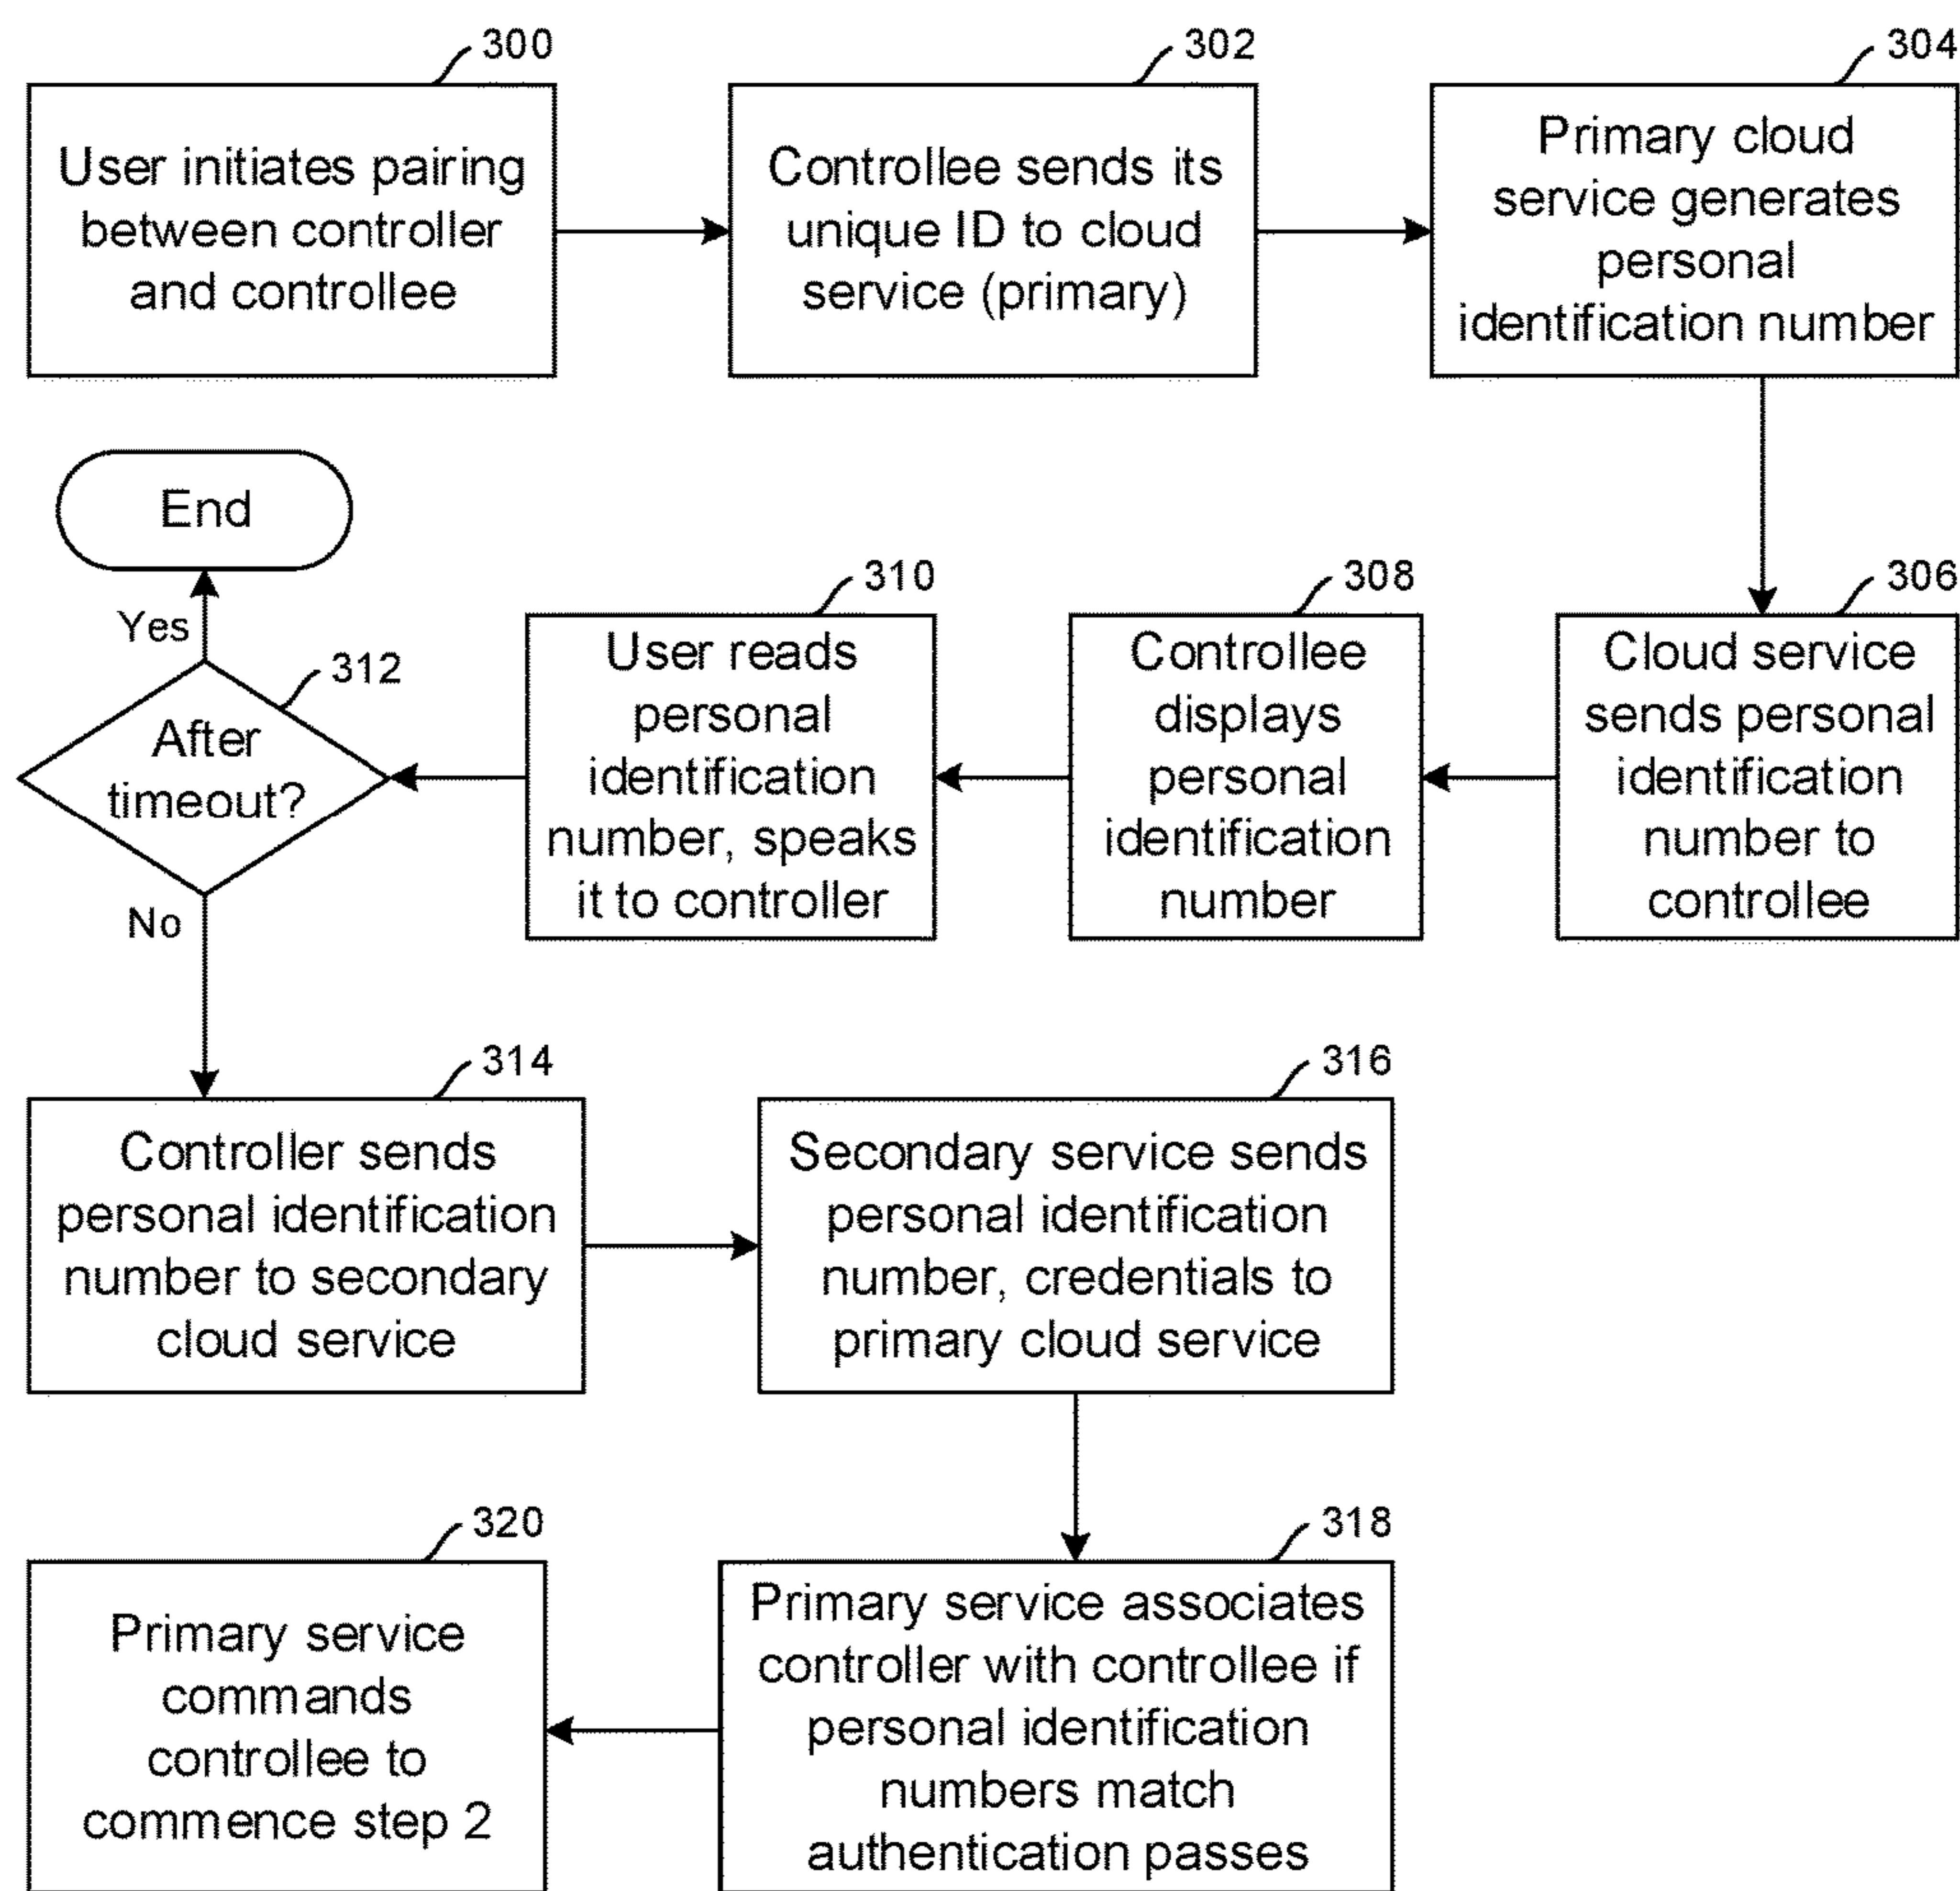 300
User initiates pairing
between controller
and controllee
302
Controllee sends its
unique ID to cloud
service (primary)
304
Primary cloud
service generates
personal
identification number
306
Cloud service
sends personal
identification
number to
controllee
308
Controllee
displays
personal
identification
number
310
User reads
personal
identification
number, speaks
it to controller
312
After
timeout?
Yes
End
No
314
Controller sends
personal identification
number to secondary
cloud service
316
Secondary service sends
personal identification
number, credentials to
primary cloud service
318
Primary service associates
controller with controllee if
personal identification
numbers match
authentication passes
320
Primary service
commands
controllee to
commence step 2